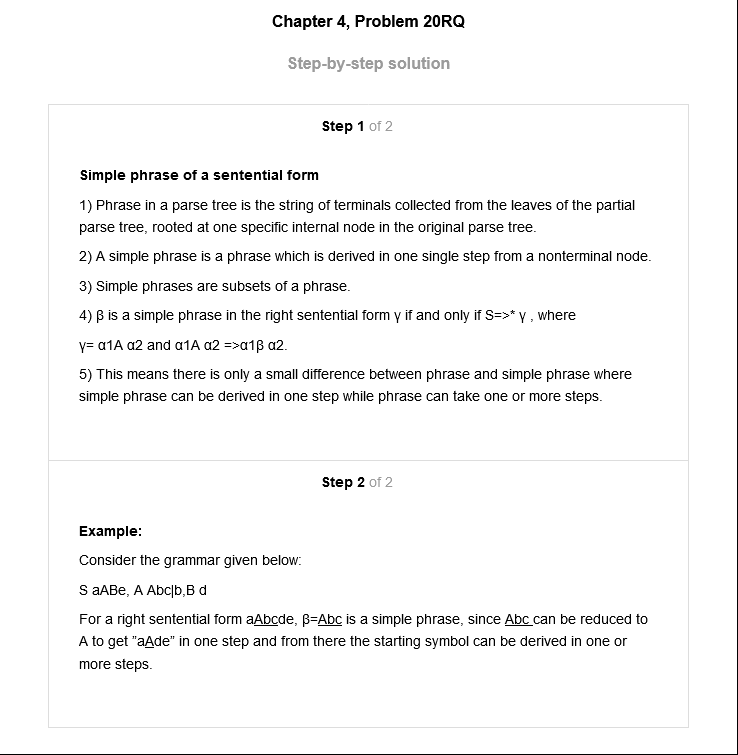 Chapter 4, Problem 20RQ
Step-by-step solution
Step 1 of 2
Simple phrase of a sentential form
1) Phrase in a parse tree is the string of terminals collected from the leaves of the partial
parse tree, rooted at one specific internal node in the original parse tree.
2) A simple phrase is a phrase which is derived in one single step from a nonterminal node.
3) Simple phrases are subsets of a phrase.
4) β is a simple phrase in the right sentential form γ if and only if S=>* γ , where
γ= α1A α2 and α1A α2 =>α1β α2.
5) This means there is only a small difference between phrase and simple phrase where
simple phrase can be derived in one step while phrase can take one or more steps.
Step 2 of 2
Example:
Consider the grammar given below:
S aABe, A Abc|b,B d
For a right sentential form aAbcde, β=Abc is a simple phrase, since Abc can be reduced to
A to get ”aAde” in one step and from there the starting symbol can be derived in one or
more steps.